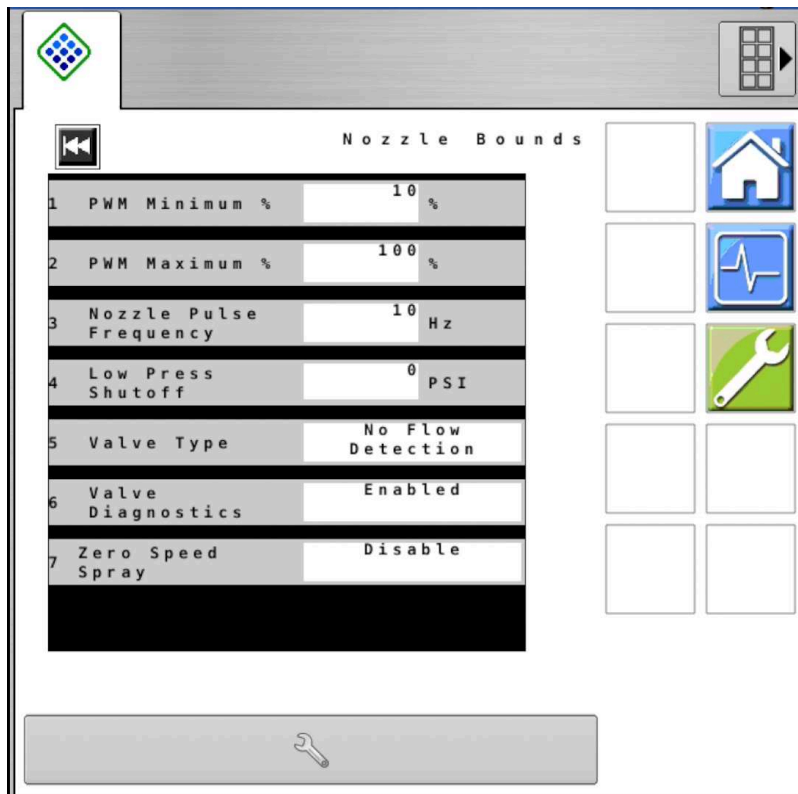 Nozzle Bounds
1 PWM Minimum % 10 %
2 PWM Maximum % 100 %
3 Nozzle Pulse 10 Hz
Frequency
4 Low Press 0 PSI
Shutoff
5 Valve Type No Flow
Detection
6 Valve Enabled
Diagnostics
7 Zero Speed Disable
Spray